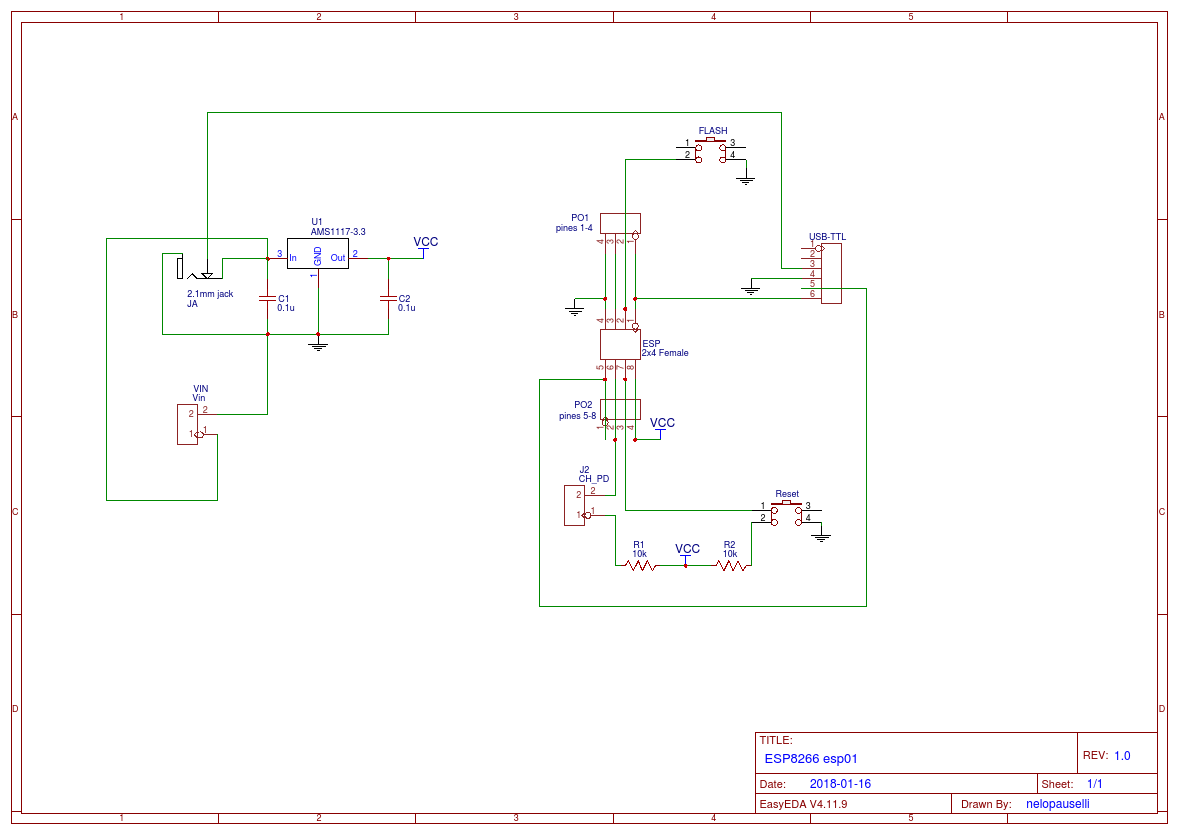 1 2 3 4 5
A A
FLASH
1 3
2 4
PO1
pines 1-4
4 3 2 1
U1
AMS1117-3.3
3 In GND Out 2
1
VCC
USB-TTL
1
2
3
4
5
6
2.1mm jack
JA
C1
0.1u
C2
0.1u
B B
4 3 2 1
ESP
2x4 Female
5 6 7 8
VIN
Vin
2 2
1 1
PO2
pines 5-8
1 2 3 4
VCC
J2
CH_PD
2 2
1 1
Reset
1 3
2 4
C C
R1
10k
VCC
R2
10k
D D
TITLE:
ESP8266 esp01
REV: 1.0
Date: 2018-01-16
Sheet: 1/1
EasyEDA V4.11.9
Drawn By: nelopauselli
1 2 3 4 5